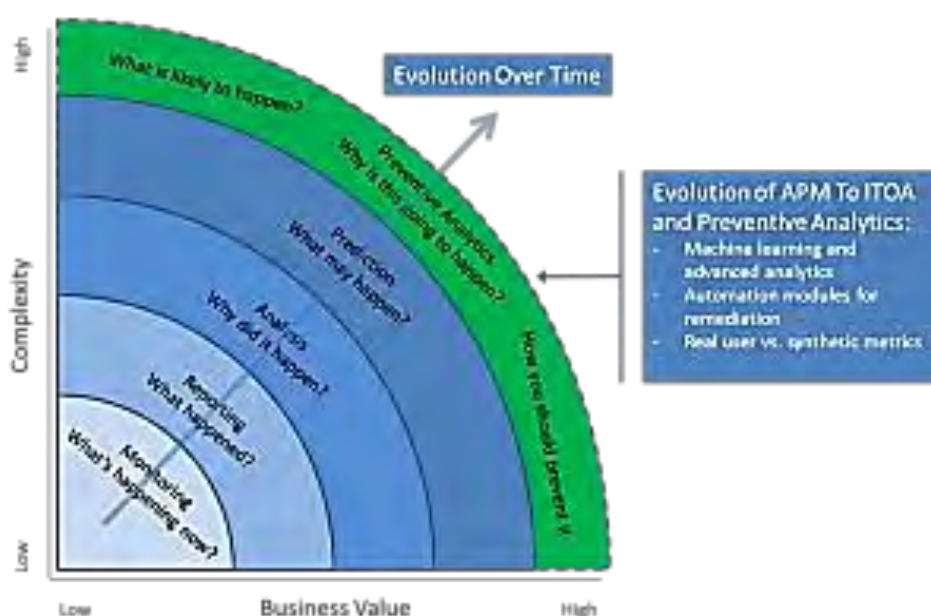 High
What is likely to happen?
Evolution Over Time
Preventive Analytics
Why is this going to happen?
Evolution of APM To ITOA
and Preventive Analytics:
- Machine learning and
advanced analytics
- Automation modules for
remediation
- Real user vs. synthetic metrics
Prediction
What may happen?
Complexity
Analysis
Why did it happen?
How you should prevent it
Reporting
What happened?
Monitoring
What's happening now?
Low
Low
Business Value
High